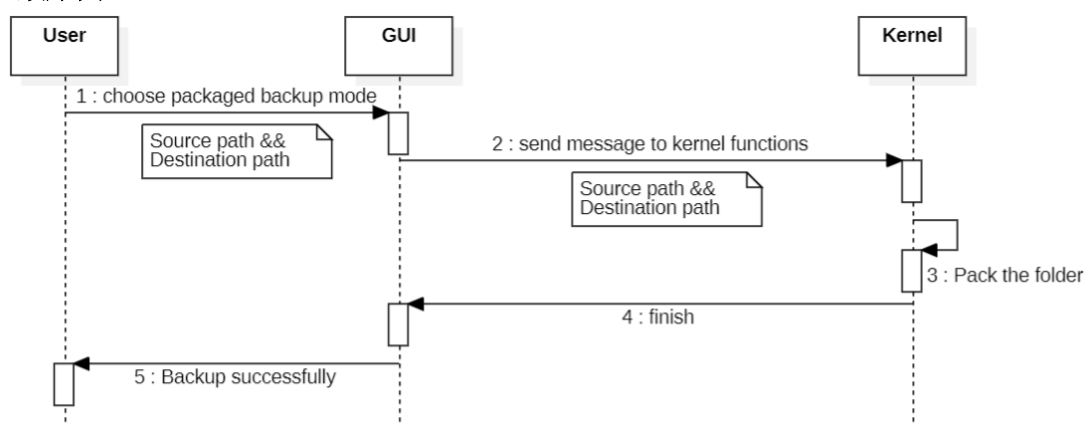 User
GUI
Kernel
1 : choose packaged backup mode
Source path &&
Destination path
2 : send message to kernel functions
Source path &&
Destination path
3 : Pack the folder
4 : finish
5 : Backup successfully